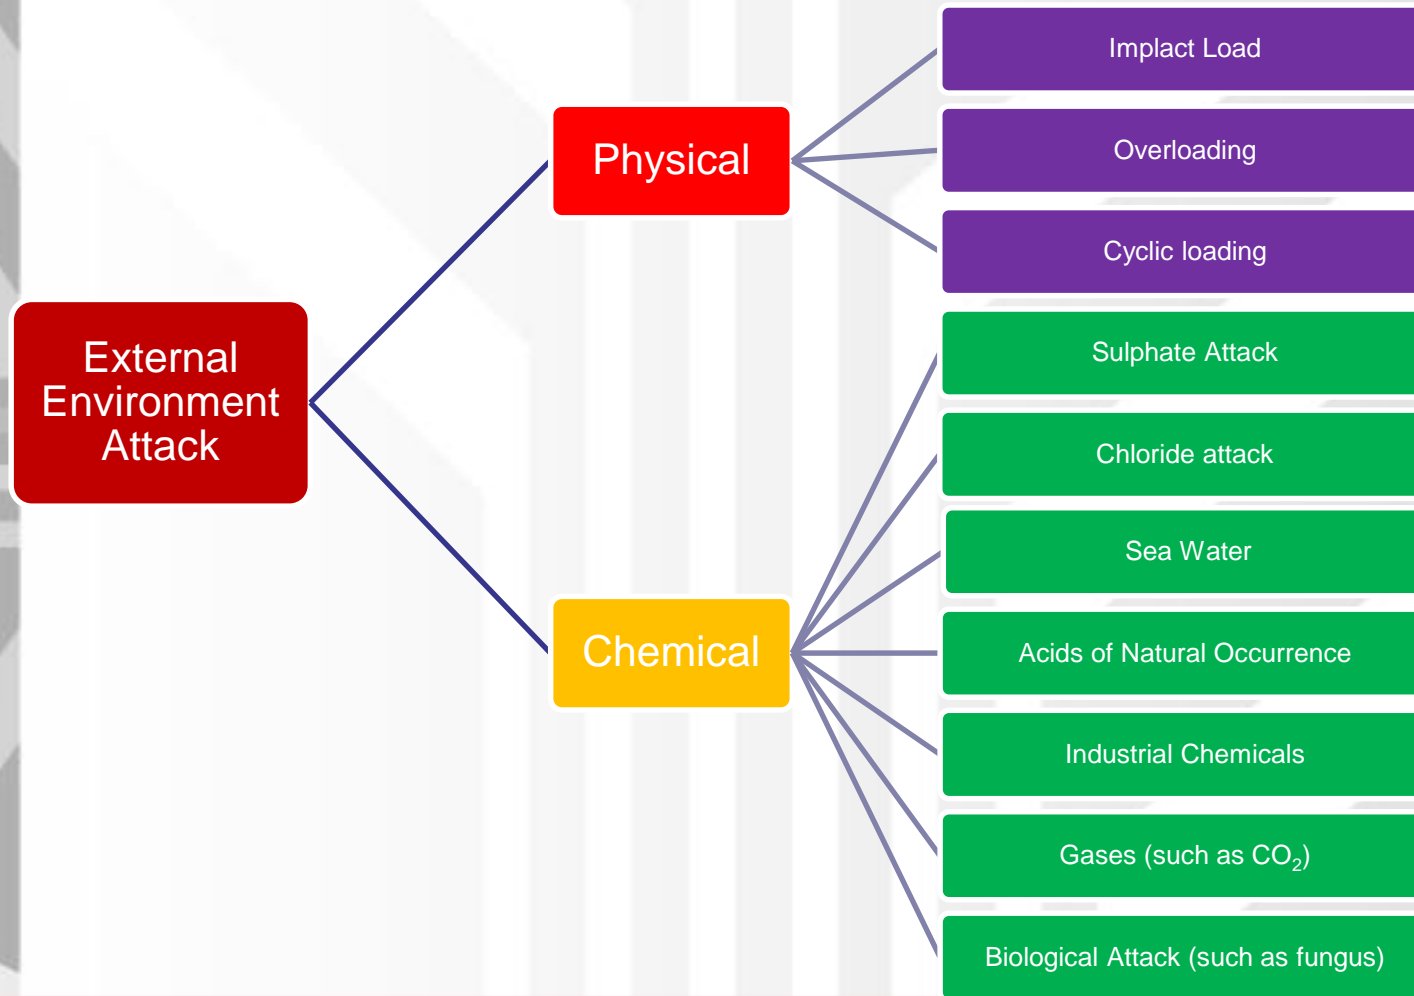 External
Environment
Attack
Physical
Implact Load
Overloading
Cyclic loading
Chemical
Sulphate Attack
Chloride attack
Sea Water
Acids of Natural Occurrence
Industrial Chemicals
Gases (such as CO₂)
Biological Attack (such as fungus)